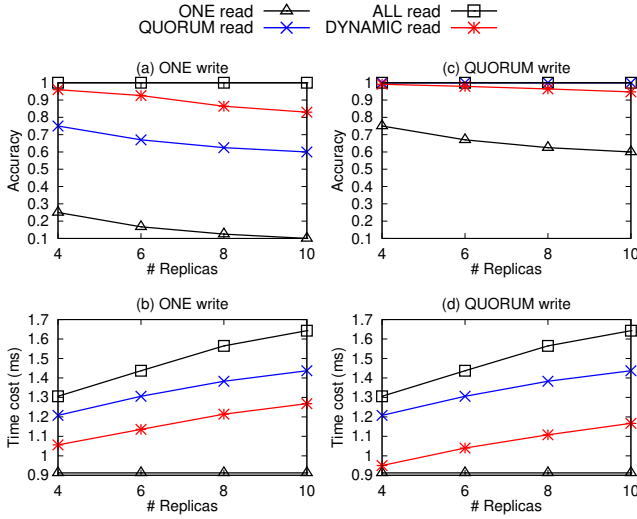 ONE read
ALL read
QUORUM read
DYNAMIC read
(a) ONE write
1
0.9
0.8
0.7
0.6
0.5
0.4
0.3
0.2
0.1
Accuracy
4 6 8 10
# Replicas
(c) QUORUM write
1
0.9
0.8
0.7
0.6
0.5
0.4
0.3
0.2
0.1
Accuracy
4 6 8 10
# Replicas
(b) ONE write
1.7
1.6
1.5
1.4
1.3
1.2
1.1
1
0.9
Time cost (ms)
4 6 8 10
# Replicas
(d) QUORUM write
1.7
1.6
1.5
1.4
1.3
1.2
1.1
1
0.9
Time cost (ms)
4 6 8 10
# Replicas